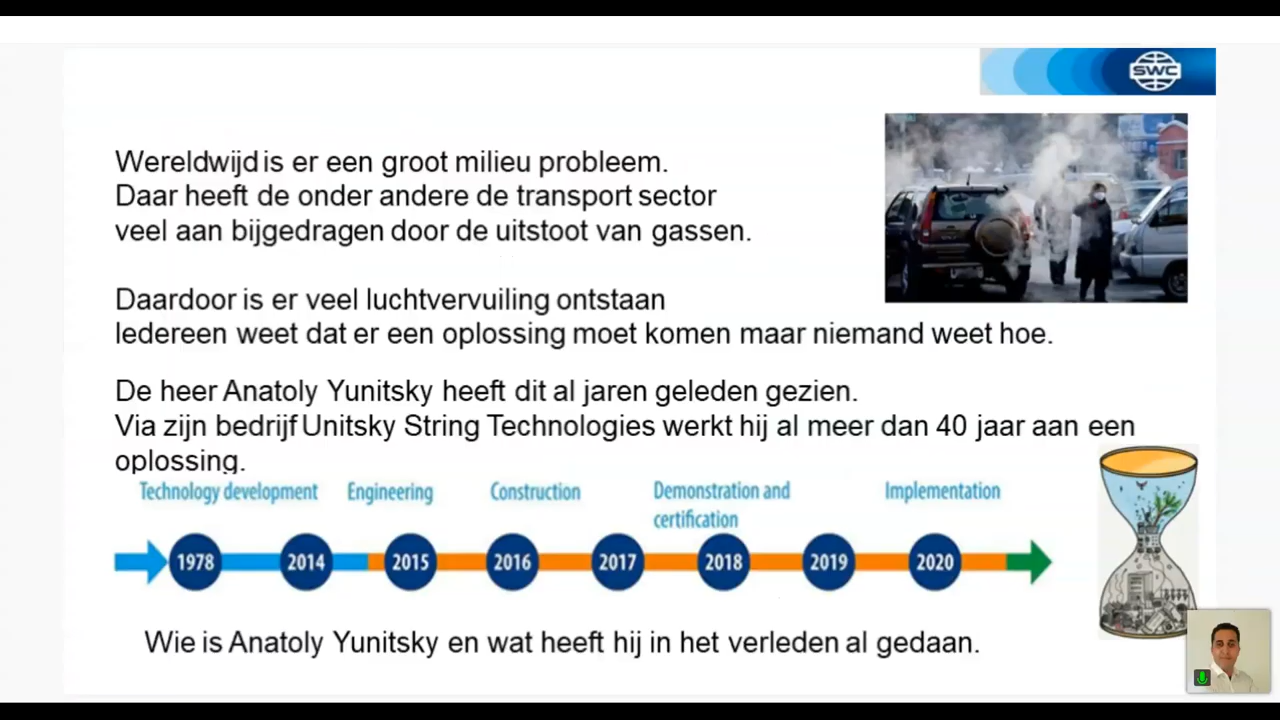 SWC
Wereldwijd is er een groot milieu probleem.
Daar heeft de onder andere de transport sector
veel aan bijgedragen door de uitstoot van gassen.
Daardoor is er veel luchtvervuiling ontstaan
Iedereen weet dat er een oplossing moet komen maar niemand weet hoe.
De heer Anatoly Yunitsky heeft dit al jaren geleden gezien.
Via zijn bedrijf Unitsky String Technologies werkt hij al meer dan 40 jaar aan een
oplossing.
Technology development Engineering Construction Demonstration and Implementation
certification
1978 2014 2015 2016 2017 2018 2019 2020
Wie is Anatoly Yunitsky en wat heeft hij in het verleden al gedaan.